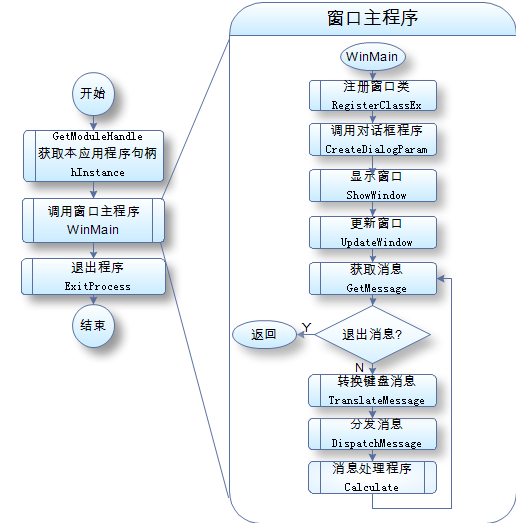 开始
GetModuleHandle
获取本应用程序句柄
hInstance
调用窗口主程序
WinMain
退出程序
ExitProcess
结束
窗口主程序
WinMain
注册窗口类
RegisterClassEx
调用对话框程序
CreateDialogParam
显示窗口
ShowWindow
更新窗口
UpdateWindow
获取消息
GetMessage
退出消息?
Y
返回
N
转换键盘消息
TranslateMessage
分发消息
DispatchMessage
消息处理程序
Calculate